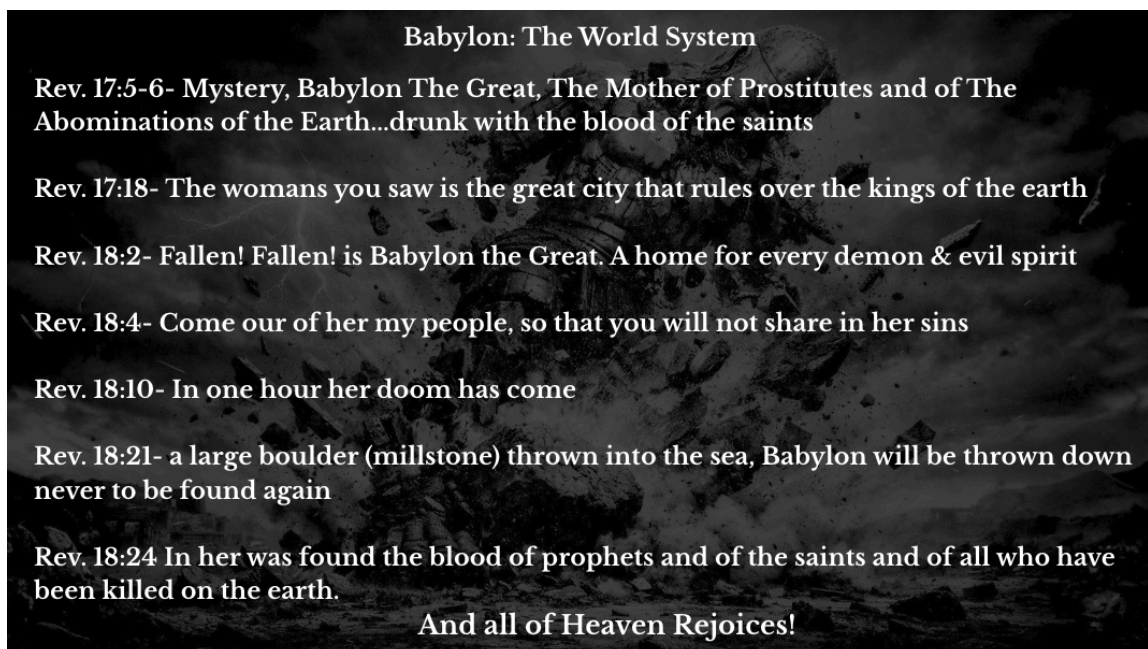 Babylon: The World System
Rev. 17:5-6- Mystery, Babylon The Great, The Mother of Prostitutes and of The
Abominations of the Earth...drunk with the blood of the saints
Rev. 17:18- The womans you saw is the great city that rules over the kings of the earth
Rev. 18:2- Fallen! Fallen! is Babylon the Great. A home for every demon & evil spirit
Rev. 18:4- Come our of her my people, so that you will not share in her sins
Rev. 18:10- In one hour her doom has come
Rev. 18:21- a large boulder (millstone) thrown into the sea, Babylon will be thrown down
never to be found again
Rev. 18:24 In her was found the blood of prophets and of the saints and of all who have
been killed on the earth.
And all of Heaven Rejoices!